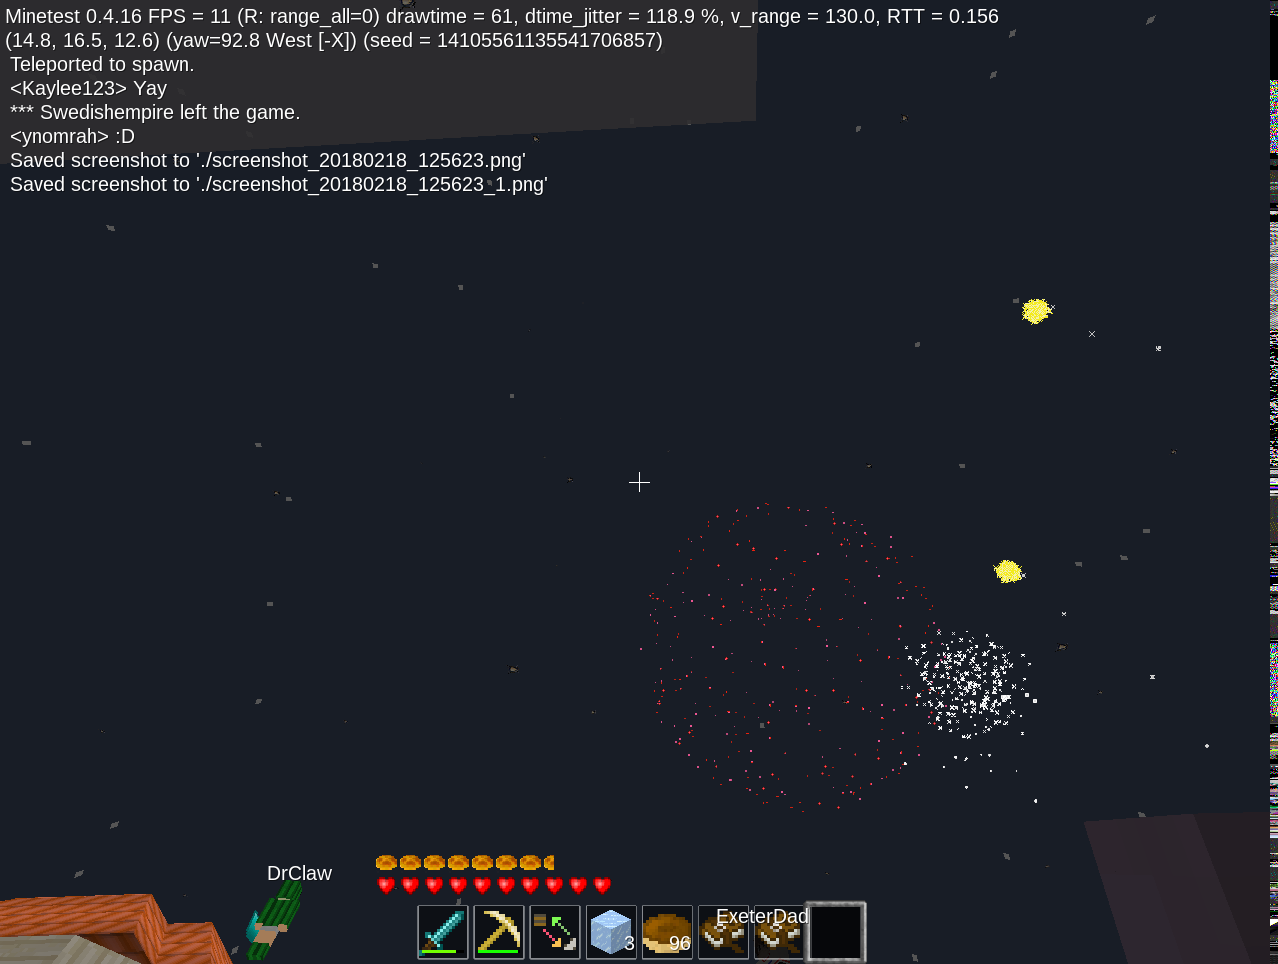 Minetest 0.4.16 FPS = 11 (R: range_all=0) drawtime = 61, dtime_jitter = 118.9 %, v_range = 130.0, RTT = 0.156
(14.8, 16.5, 12.6) (yaw=92.8 West [-X]) (seed = 14105561135541706857)
Teleported to spawn.
<Kaylee123> Yay
*** Swedishempire left the game.
<ynomrah> :D
Saved screenshot to './screenshot_20180218_125623.png'
Saved screenshot to './screenshot_20180218_125623_1.png'
DrClaw
ExeterDad
3
96